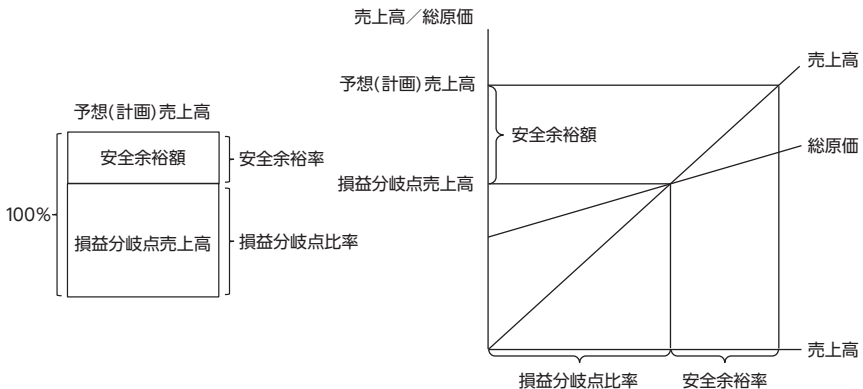 予想(計画)売上高
安全余裕額
安全余裕率
100%
損益分岐点売上高
損益分岐点比率
売上高／総原価
売上高
予想(計画)売上高
安全余裕額
総原価
損益分岐点売上高
売上高
損益分岐点比率
安全余裕率